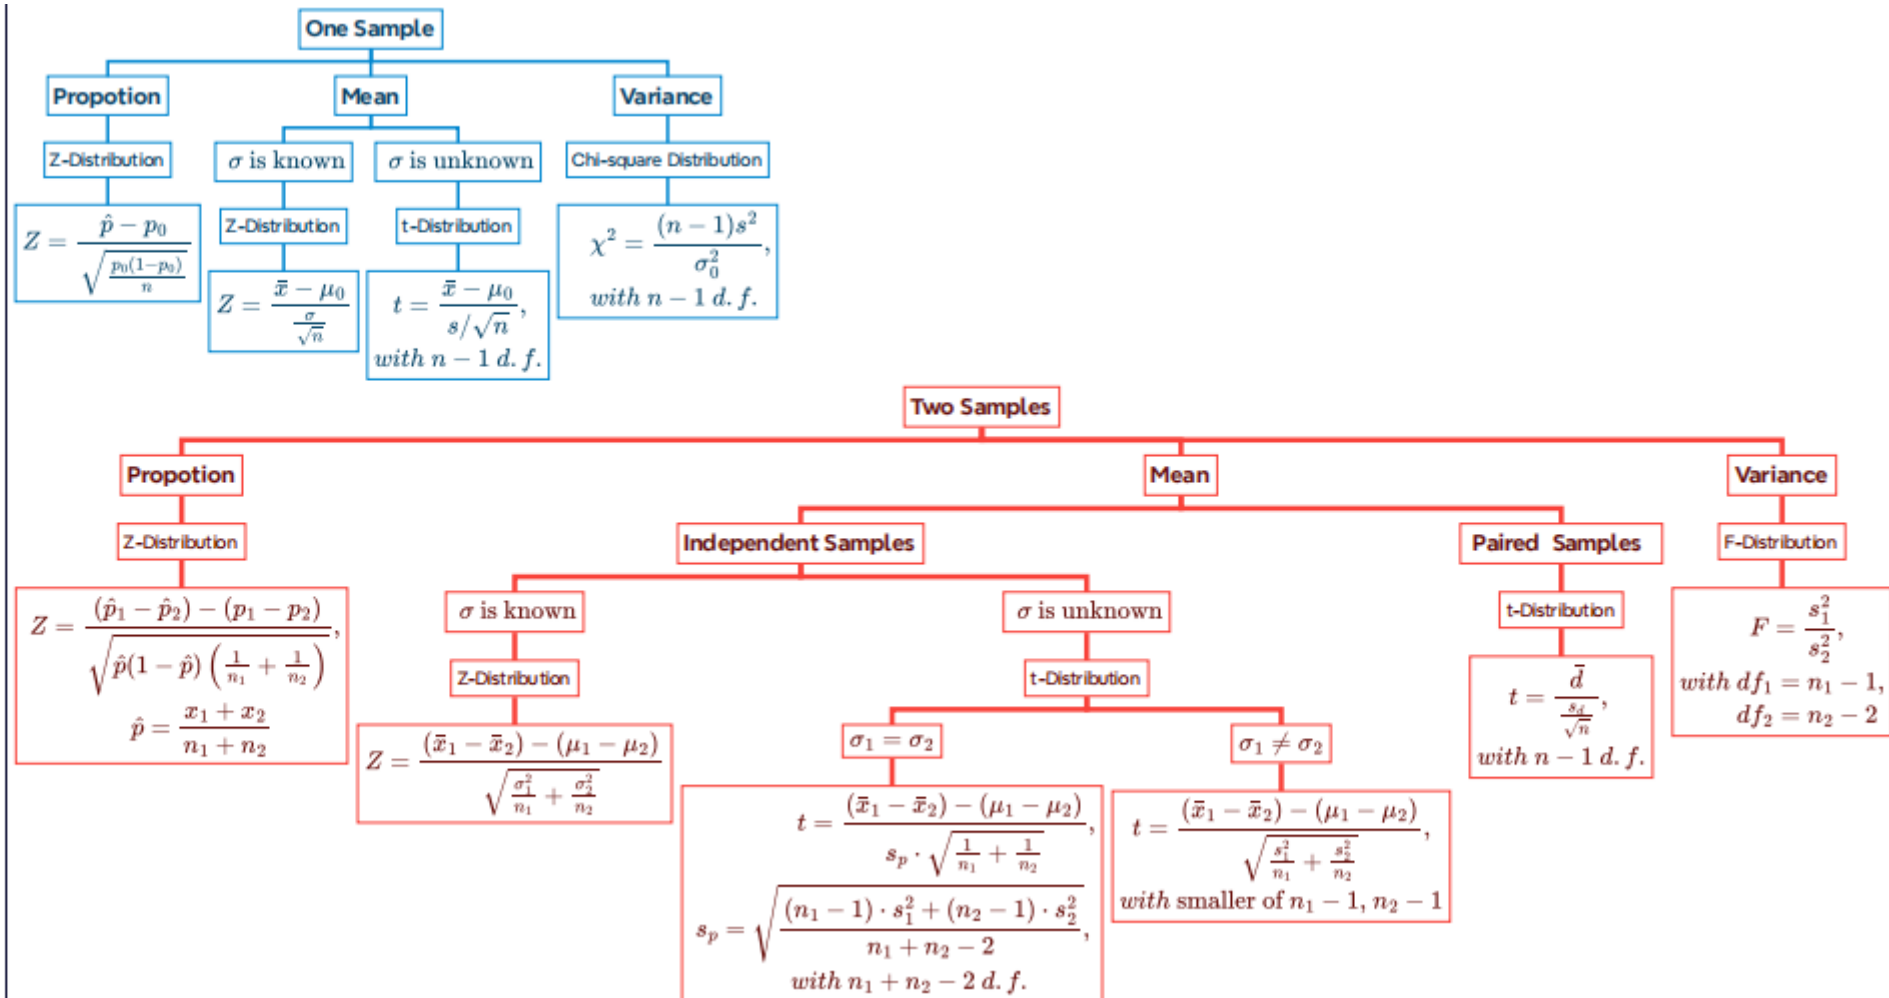 One Sample
Propotion
Mean
Variance
Z-Distribution
σ is known
σ is unknown
Chi-square Distribution
Z = (p̂ − p₀) / √(p₀(1−p₀)/n)
Z-Distribution
t-Distribution
χ² = (n − 1)s² / σ₀²,
with n − 1 d. f.
Z = (x̄ − μ₀) / (σ/√n)
t = (x̄ − μ₀) / (s/√n),
with n − 1 d. f.
Two Samples
Propotion
Mean
Variance
Z-Distribution
Independent Samples
Paired Samples
F-Distribution
Z = ((p̂₁ − p̂₂) − (p₁ − p₂)) / √(p̂(1 − p̂)(1/n₁ + 1/n₂)),
p̂ = (x₁ + x₂) / (n₁ + n₂)
σ is known
σ is unknown
t-Distribution
F = s₁² / s₂²,
with df₁ = n₁ − 1,
df₂ = n₂ − 2
Z-Distribution
t-Distribution
t = d̄ / (s_d/√n),
with n − 1 d. f.
Z = ((x̄₁ − x̄₂) − (μ₁ − μ₂)) / √(σ₁²/n₁ + σ₂²/n₂)
σ₁ = σ₂
σ₁ ≠ σ₂
t = ((x̄₁ − x̄₂) − (μ₁ − μ₂)) / (s_p · √(1/n₁ + 1/n₂)),
s_p = √(((n₁ − 1) · s₁² + (n₂ − 1) · s₂²) / (n₁ + n₂ − 2)),
with n₁ + n₂ − 2 d. f.
t = ((x̄₁ − x̄₂) − (μ₁ − μ₂)) / √(s₁²/n₁ + s₂²/n₂),
with smaller of n₁ − 1, n₂ − 1